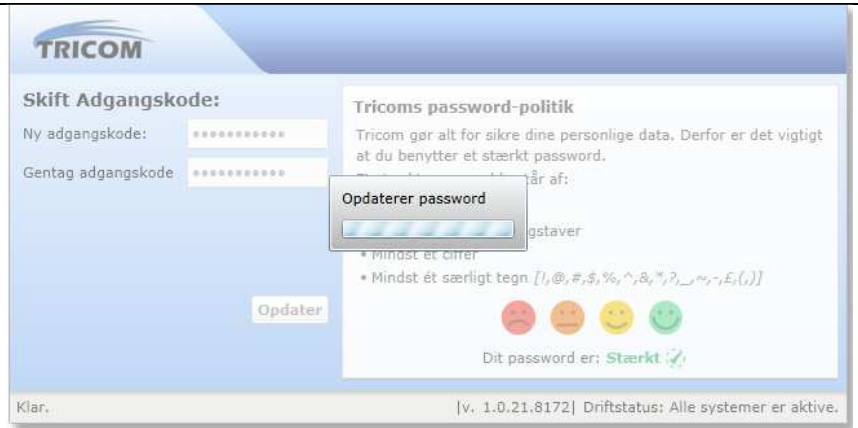 TRICOM
Skift Adgangskode:
Ny adgangskode:
Gentag adgangskode
Opdater
Tricoms password-politik
Tricom gør alt for sikre dine personlige data. Derfor er det vigtigt
at du benytter et stærkt password.
står af:
gstaver
• Mindst et ciffer
• Mindst ét særligt tegn [!,@,#,$,%,^,&,*,?,_,~,-,£,(,)]
Dit password er: Stærkt
Opdaterer password
Klar.
|v. 1.0.21.8172| Driftstatus: Alle systemer er aktive.